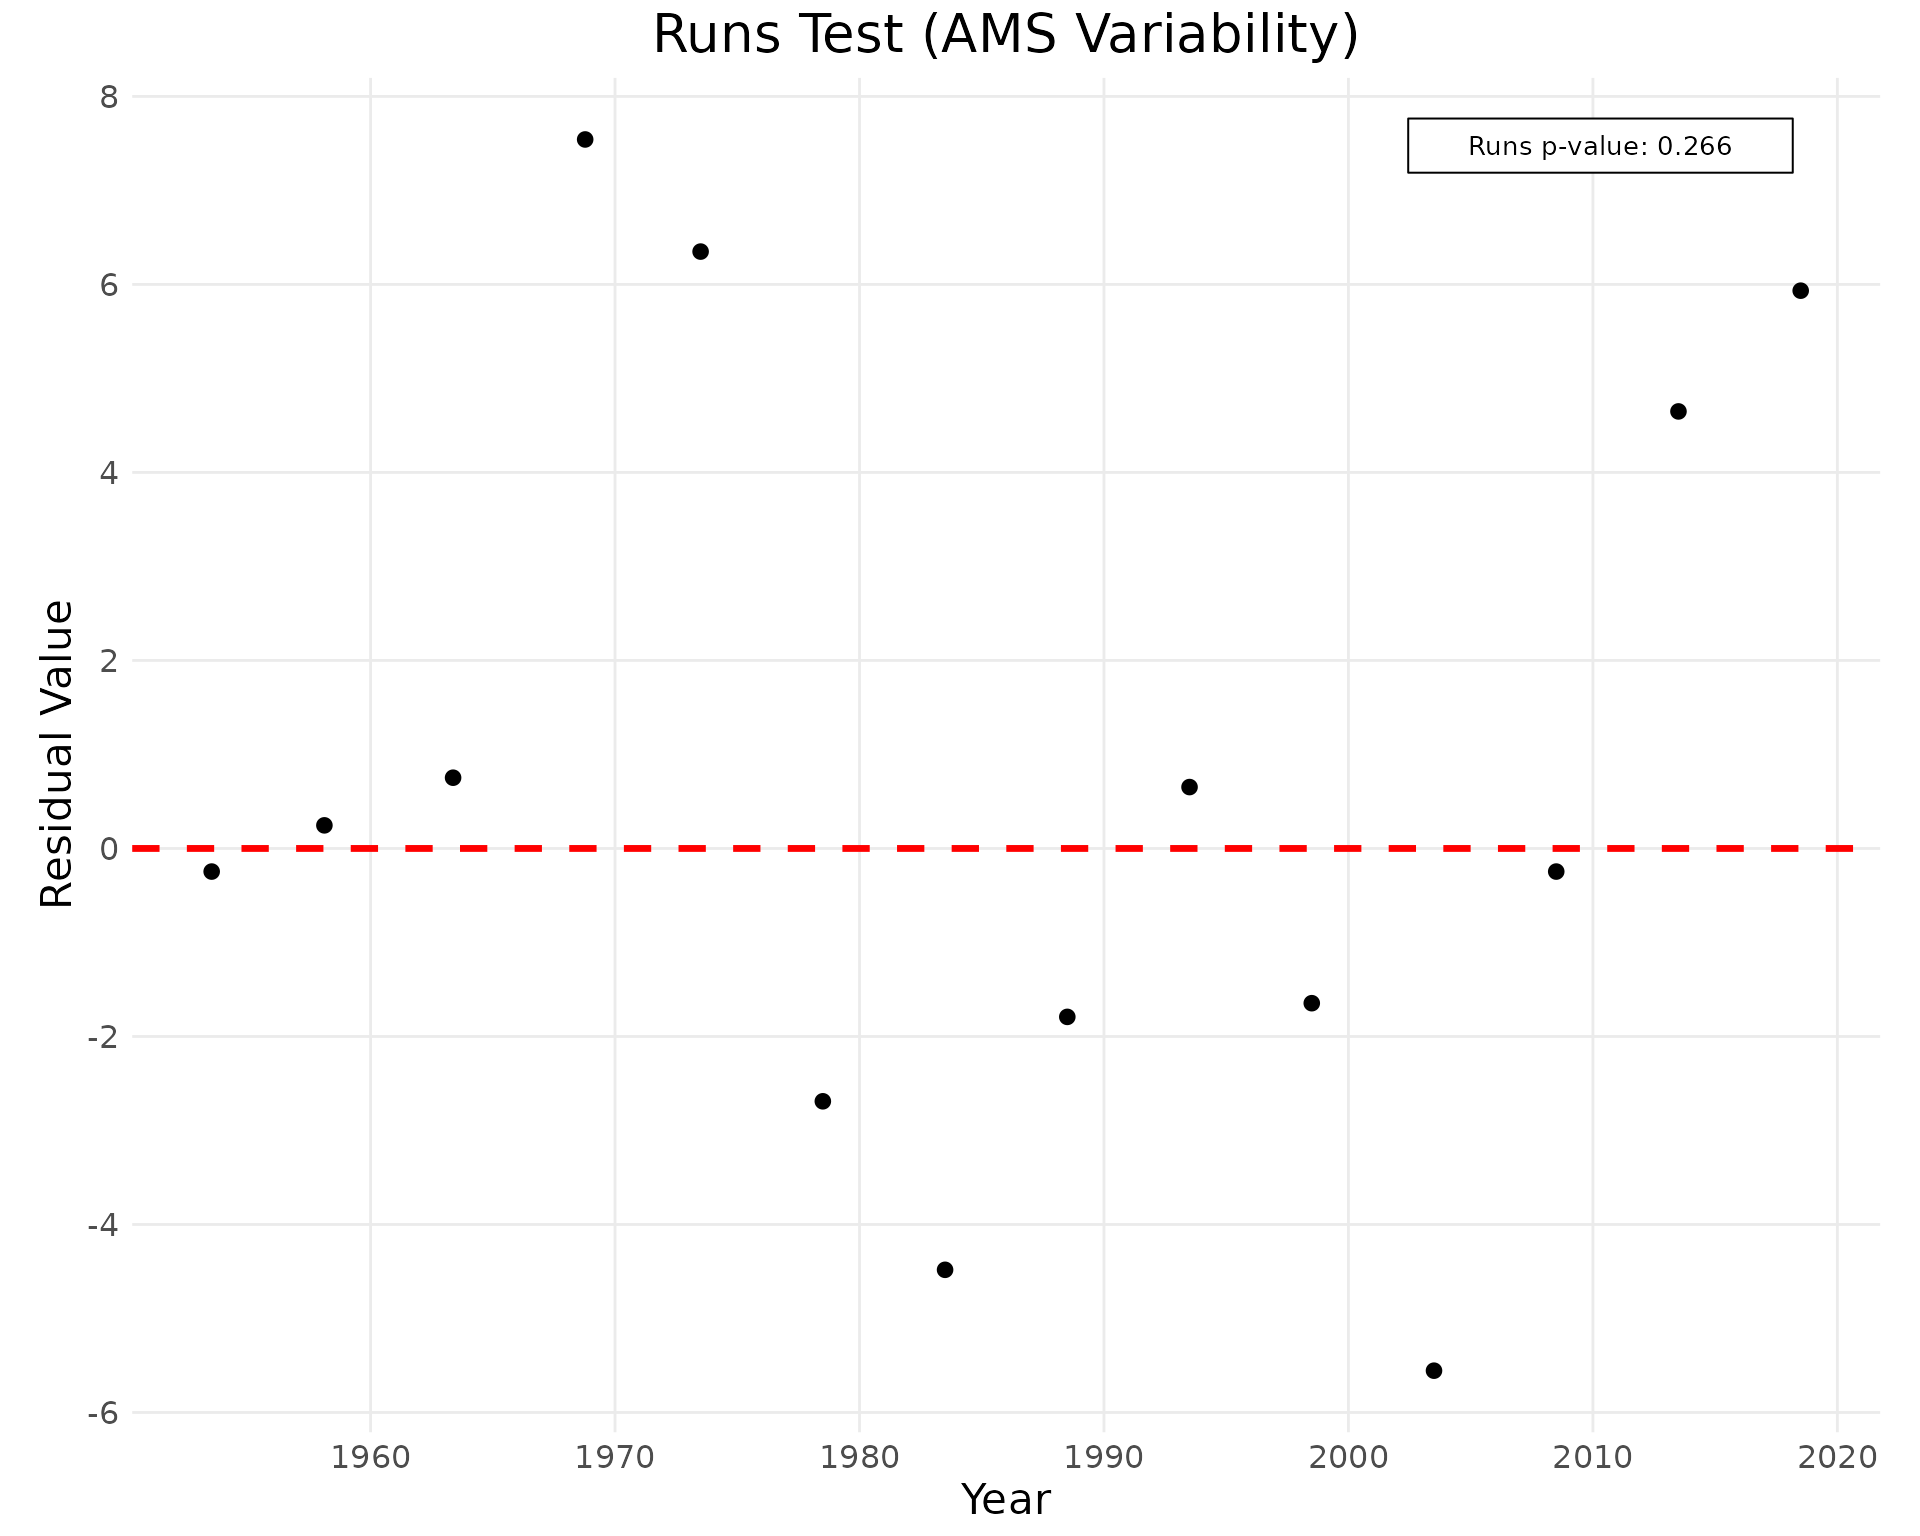 Runs Test (AMS Variability)
Runs p-value: 0.266
8
6
4
2
0
-2
-4
-6
Residual Value
1960 1970 1980 1990 2000 2010 2020
Year